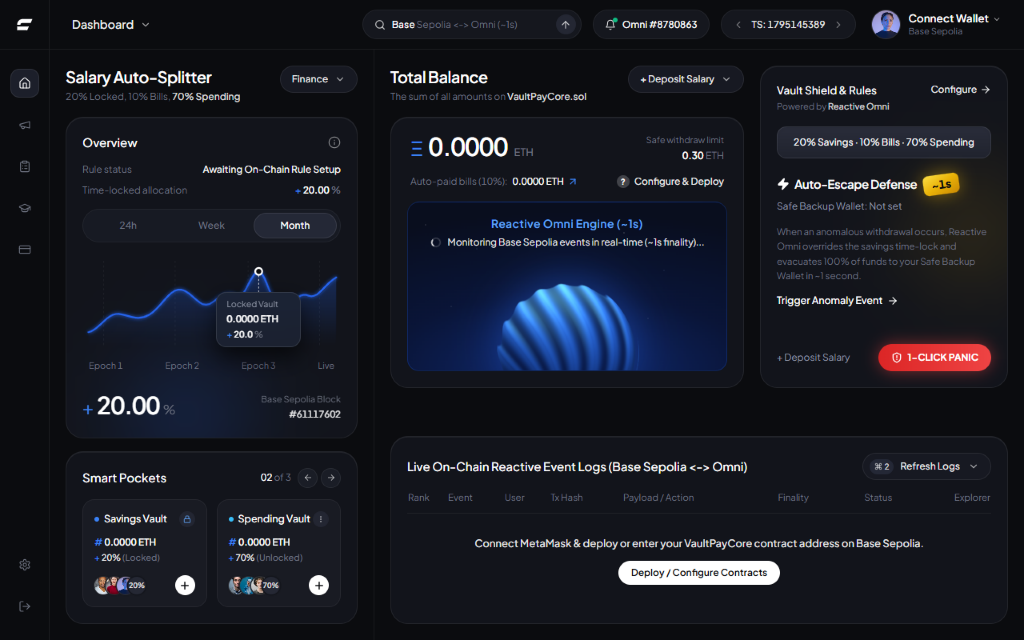 Dashboard
Base Sepolia <-> Omni (~1s)
Omni #8780863
TS: 1795145389
Connect Wallet
Base Sepolia
Salary Auto-Splitter
20% Locked, 10% Bills, 70% Spending
Finance
Overview
Rule status
Awaiting On-Chain Rule Setup
Time-locked allocation
+ 20.00 %
24h
Week
Month
Locked Vault
0.0000 ETH
+ 20.0 %
Epoch 1
Epoch 2
Epoch 3
Live
+ 20.00 %
Base Sepolia Block
#61117602
Smart Pockets
02 of 3
Savings Vault
# 0.0000 ETH
+ 20% (Locked)
20%
+
Spending Vault
# 0.0000 ETH
+ 70% (Unlocked)
70%
+
Total Balance
The sum of all amounts on VaultPayCore.sol
+ Deposit Salary
Ξ 0.0000 ETH
Safe withdraw limit
0.30 ETH
Auto-paid bills (10%): 0.0000 ETH ↗
? Configure & Deploy
Reactive Omni Engine (~1s)
Monitoring Base Sepolia events in real-time (~1s finality)...
Vault Shield & Rules
Configure →
Powered by Reactive Omni
20% Savings · 10% Bills · 70% Spending
Auto-Escape Defense
~1s
Safe Backup Wallet: Not set
When an anomalous withdrawal occurs, Reactive
Omni overrides the savings time-lock and
evacuates 100% of funds to your Safe Backup
Wallet in ~1 second.
Trigger Anomaly Event →
+ Deposit Salary
1-CLICK PANIC
Live On-Chain Reactive Event Logs (Base Sepolia <-> Omni)
⌘ 2 Refresh Logs
Rank
Event
User
Tx Hash
Payload / Action
Finality
Status
Explorer
Connect MetaMask & deploy or enter your VaultPayCore contract address on Base Sepolia.
Deploy / Configure Contracts